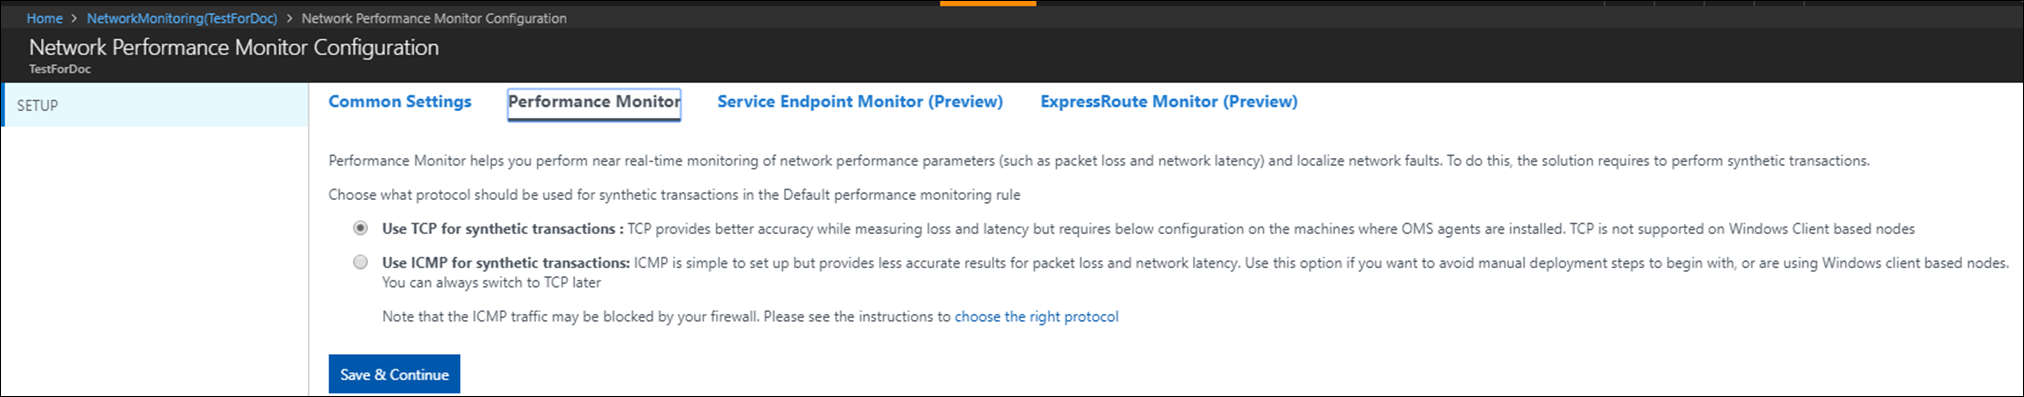 Home > NetworkMonitoring(TestForDoc) > Network Performance Monitor Configuration
Network Performance Monitor Configuration
TestForDoc
SETUP
Common Settings Performance Monitor Service Endpoint Monitor (Preview) ExpressRoute Monitor (Preview)
Performance Monitor helps you perform near real-time monitoring of network performance parameters (such as packet loss and network latency) and localize network faults. To do this, the solution requires to perform synthetic transactions.
Choose what protocol should be used for synthetic transactions in the Default performance monitoring rule
Use TCP for synthetic transactions : TCP provides better accuracy while measuring loss and latency but requires below configuration on the machines where OMS agents are installed. TCP is not supported on Windows Client based nodes
Use ICMP for synthetic transactions: ICMP is simple to set up but provides less accurate results for packet loss and network latency. Use this option if you want to avoid manual deployment steps to begin with, or are using Windows client based nodes.
You can always switch to TCP later
Note that the ICMP traffic may be blocked by your firewall. Please see the instructions to choose the right protocol
Save & Continue